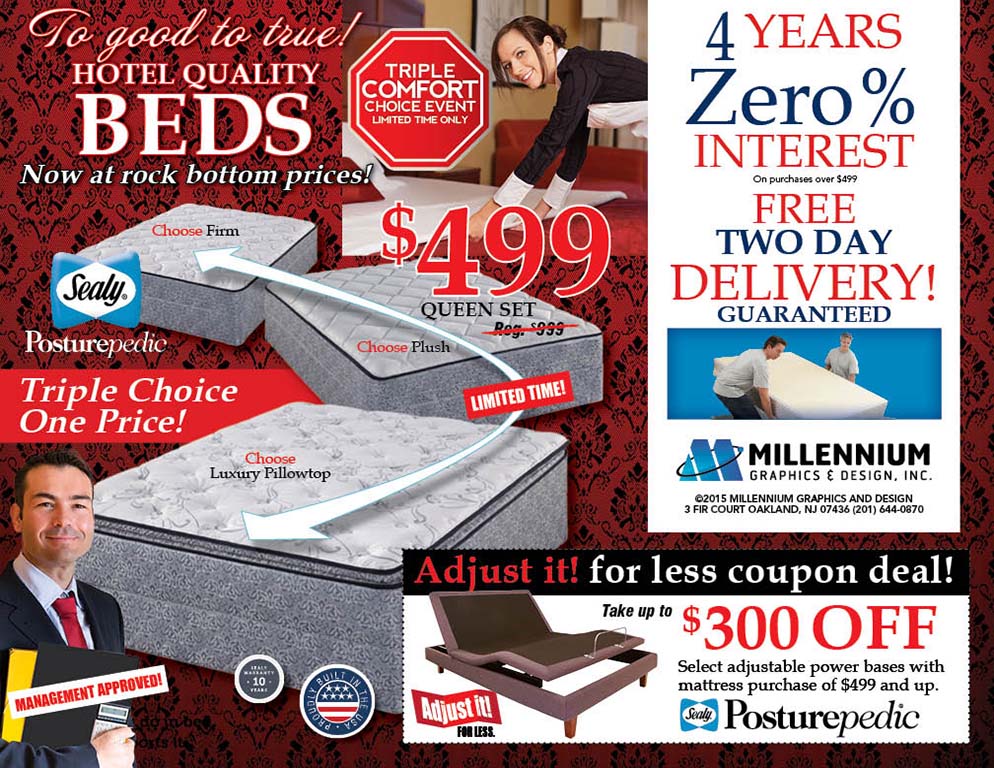 To good to true!
HOTEL QUALITY
BEDS
Now at rock bottom prices!
TRIPLE
COMFORT
CHOICE EVENT
LIMITED TIME ONLY
$499
QUEEN SET
Reg. $999
Choose Firm
Choose Plush
Sealy®
Posturepedic
LIMITED TIME!
Triple Choice
One Price!
Choose
Luxury Pillowtop
MANAGEMENT APPROVED!
SEALY
WARRANTY
10
YEARS
PROUDLY BUILT IN THE USA
4 YEARS
Zero %
INTEREST
On purchases over $499
FREE
TWO DAY
DELIVERY!
GUARANTEED
MILLENNIUM
GRAPHICS & DESIGN, INC.
©2015 MILLENNIUM GRAPHICS AND DESIGN
3 FIR COURT OAKLAND, NJ 07436 (201) 644-0870
Adjust it! for less coupon deal!
Take up to
$300 OFF
Select adjustable power bases with
mattress purchase of $499 and up.
Adjust it!
FOR LESS.
Sealy
Posturepedic